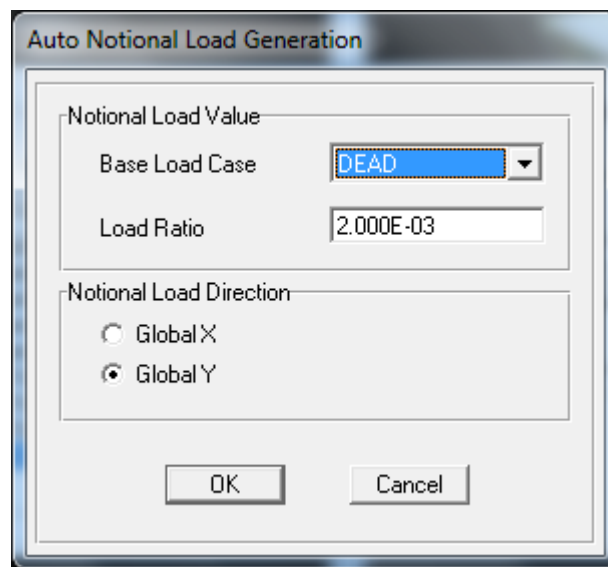 Auto Notional Load Generation
Notional Load Value
Base Load Case DEAD
Load Ratio 2.000E-03
Notional Load Direction
Global X
Global Y
OK Cancel